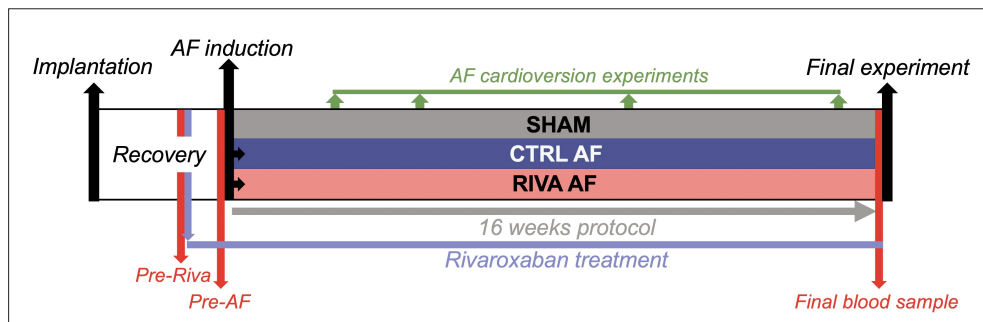 AF induction
Implantation
AF cardioversion experiments
Final experiment
Recovery
SHAM
CTRL AF
RIVA AF
16 weeks protocol
Rivaroxaban treatment
Pre-Riva
Pre-AF
Final blood sample